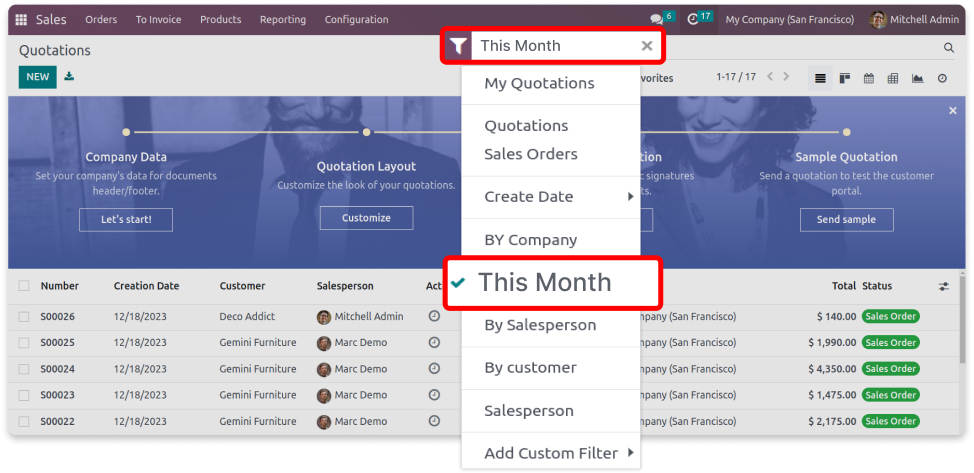 Sales Orders To Invoice Products Reporting Configuration 6 17 My Company (San Francisco) Mitchell Admin
Quotations This Month ×
NEW vorites 1-17 / 17
My Quotations
Quotations
Sales Orders
Create Date
BY Company
This Month
By Salesperson
By customer
Salesperson
Add Custom Filter
Company Data
Set your company's data for documents
header/footer.
Let's start!
Quotation Layout
Customize the look of your quotations.
Customize
tion
c signatures
ts.
Sample Quotation
Send a quotation to test the customer
portal.
Send sample
Number Creation Date Customer Salesperson Act Total Status
S00026 12/18/2023 Deco Addict Mitchell Admin mpany (San Francisco) $ 140.00 Sales Order
S00025 12/18/2023 Gemini Furniture Marc Demo mpany (San Francisco) $ 1,990.00 Sales Order
S00024 12/18/2023 Gemini Furniture Marc Demo mpany (San Francisco) $ 4,350.00 Sales Order
S00023 12/18/2023 Gemini Furniture Marc Demo mpany (San Francisco) $ 1,475.00 Sales Order
S00022 12/18/2023 Gemini Furniture Marc Demo mpany (San Francisco) $ 2,175.00 Sales Order